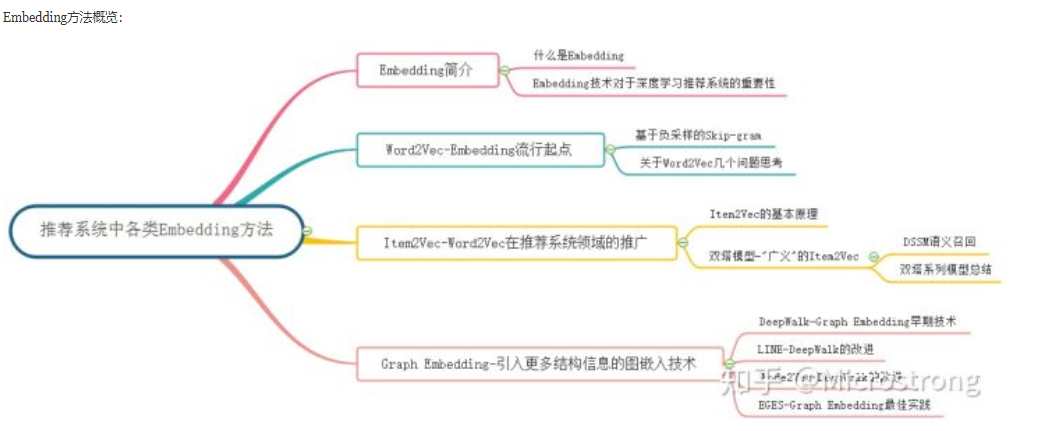 Embedding方法概览：
推荐系统中各类Embedding方法
Embedding简介
什么是Embedding
Embedding技术对于深度学习推荐系统的重要性
Word2Vec-Embedding流行起点
基于负采样的Skip-gram
关于Word2Vec几个问题思考
Item2Vec-Word2Vec在推荐系统领域的推广
Item2Vec的基本原理
双塔模型-"广义"的Item2Vec
DSSM语义召回
双塔系列模型总结
Graph Embedding-引入更多结构信息的图嵌入技术
DeepWalk-Graph Embedding早期技术
LINE-DeepWalk的改进
Node2Vec-DeepWalk的改进
EGES-Graph Embedding最佳实践
知乎 @Microstrong